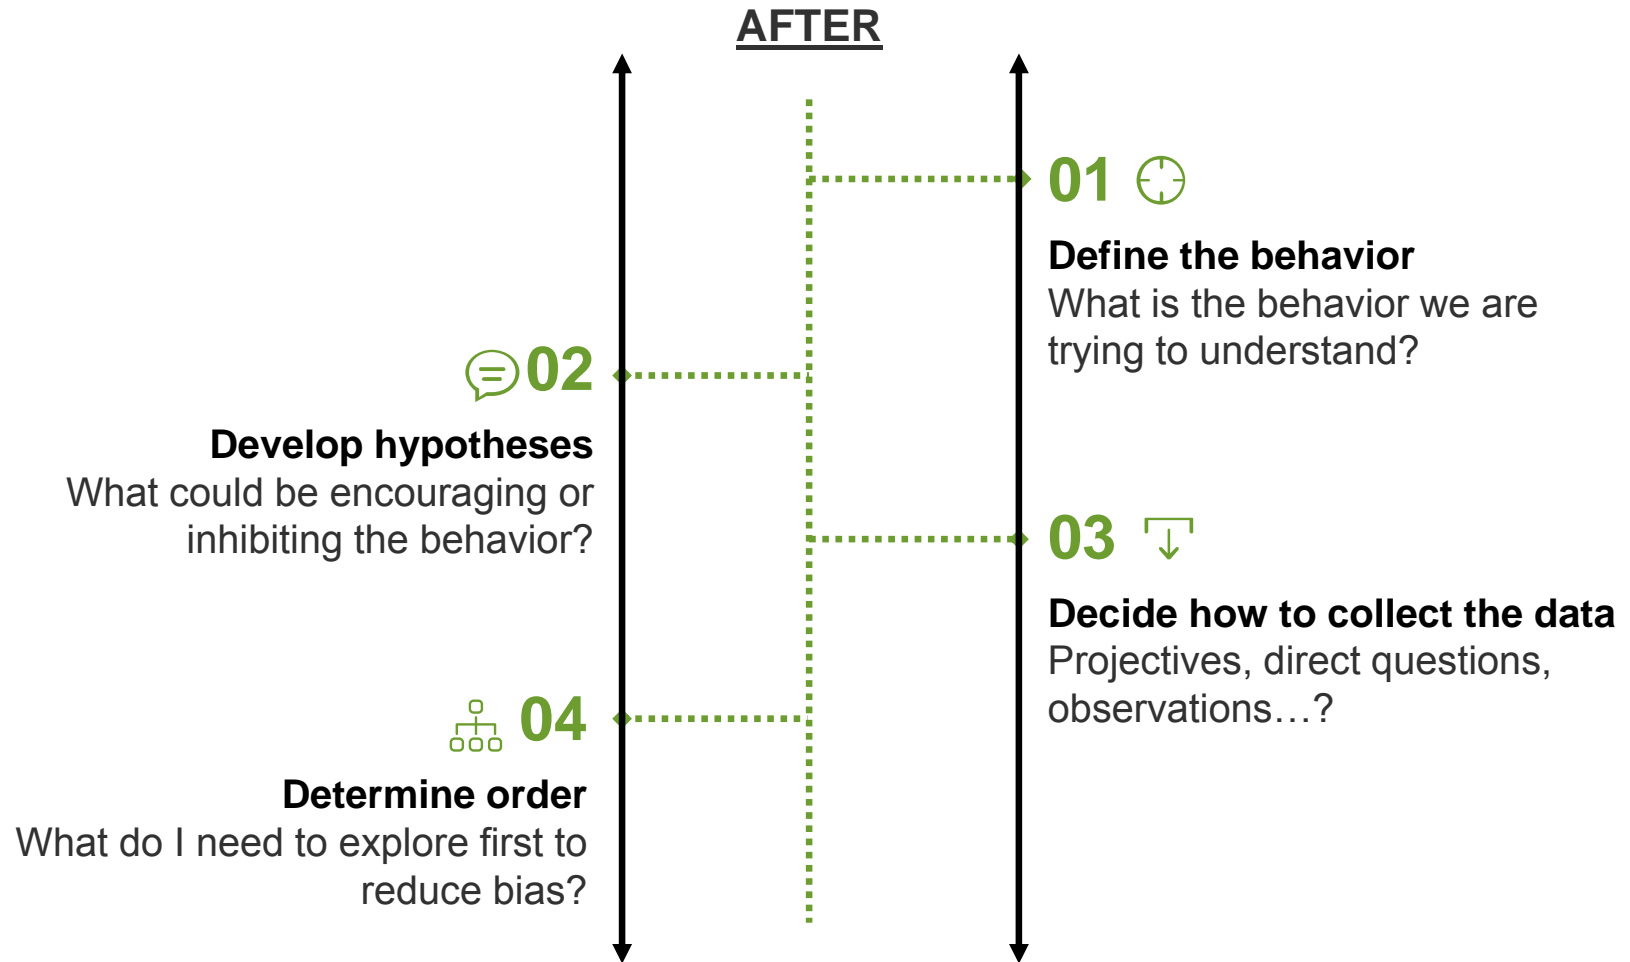 AFTER
01
Define the behavior
What is the behavior we are
trying to understand?
02
Develop hypotheses
What could be encouraging or
inhibiting the behavior?
03
Decide how to collect the data
Projectives, direct questions,
observations…?
04
Determine order
What do I need to explore first to
reduce bias?